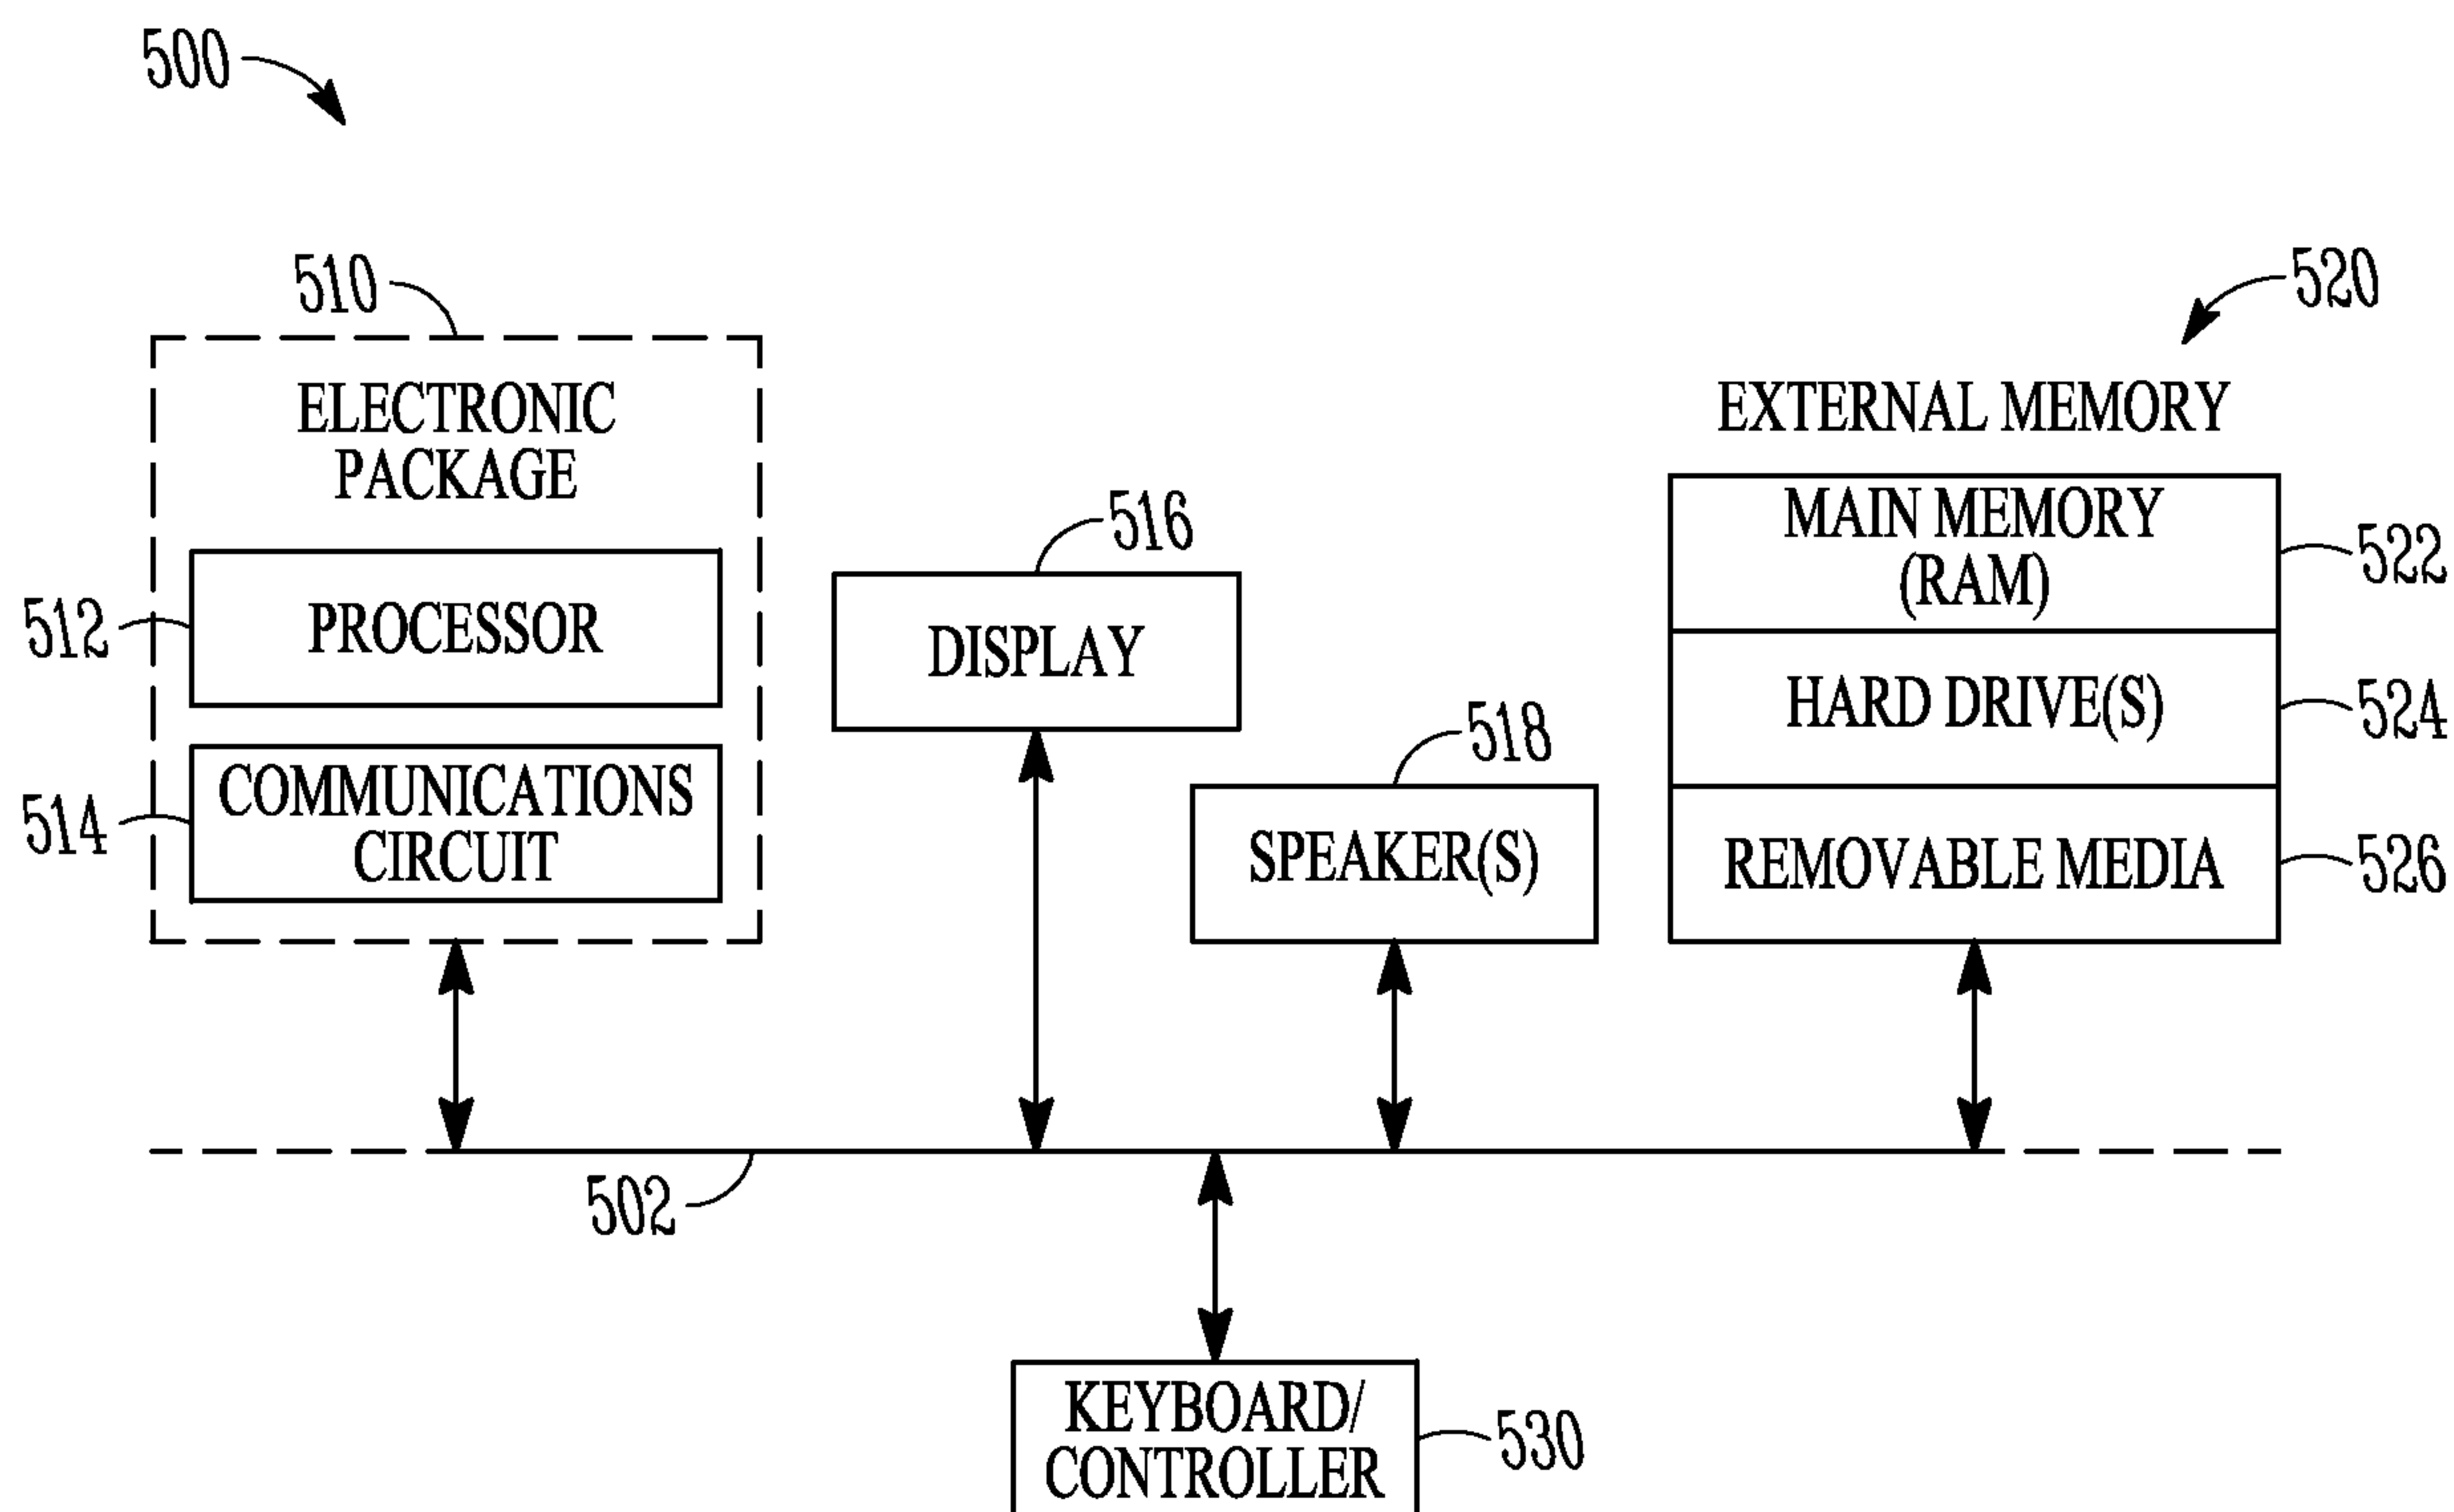 500
510
520
ELECTRONIC
PACKAGE
EXTERNAL MEMORY
516
MAIN MEMORY
(RAM)
522
512
PROCESSOR
DISPLAY
HARD DRIVE(S)
524
518
514
COMMUNICATIONS
CIRCUIT
SPEAKER(S)
REMOVABLE MEDIA
526
502
KEYBOARD/
CONTROLLER
530